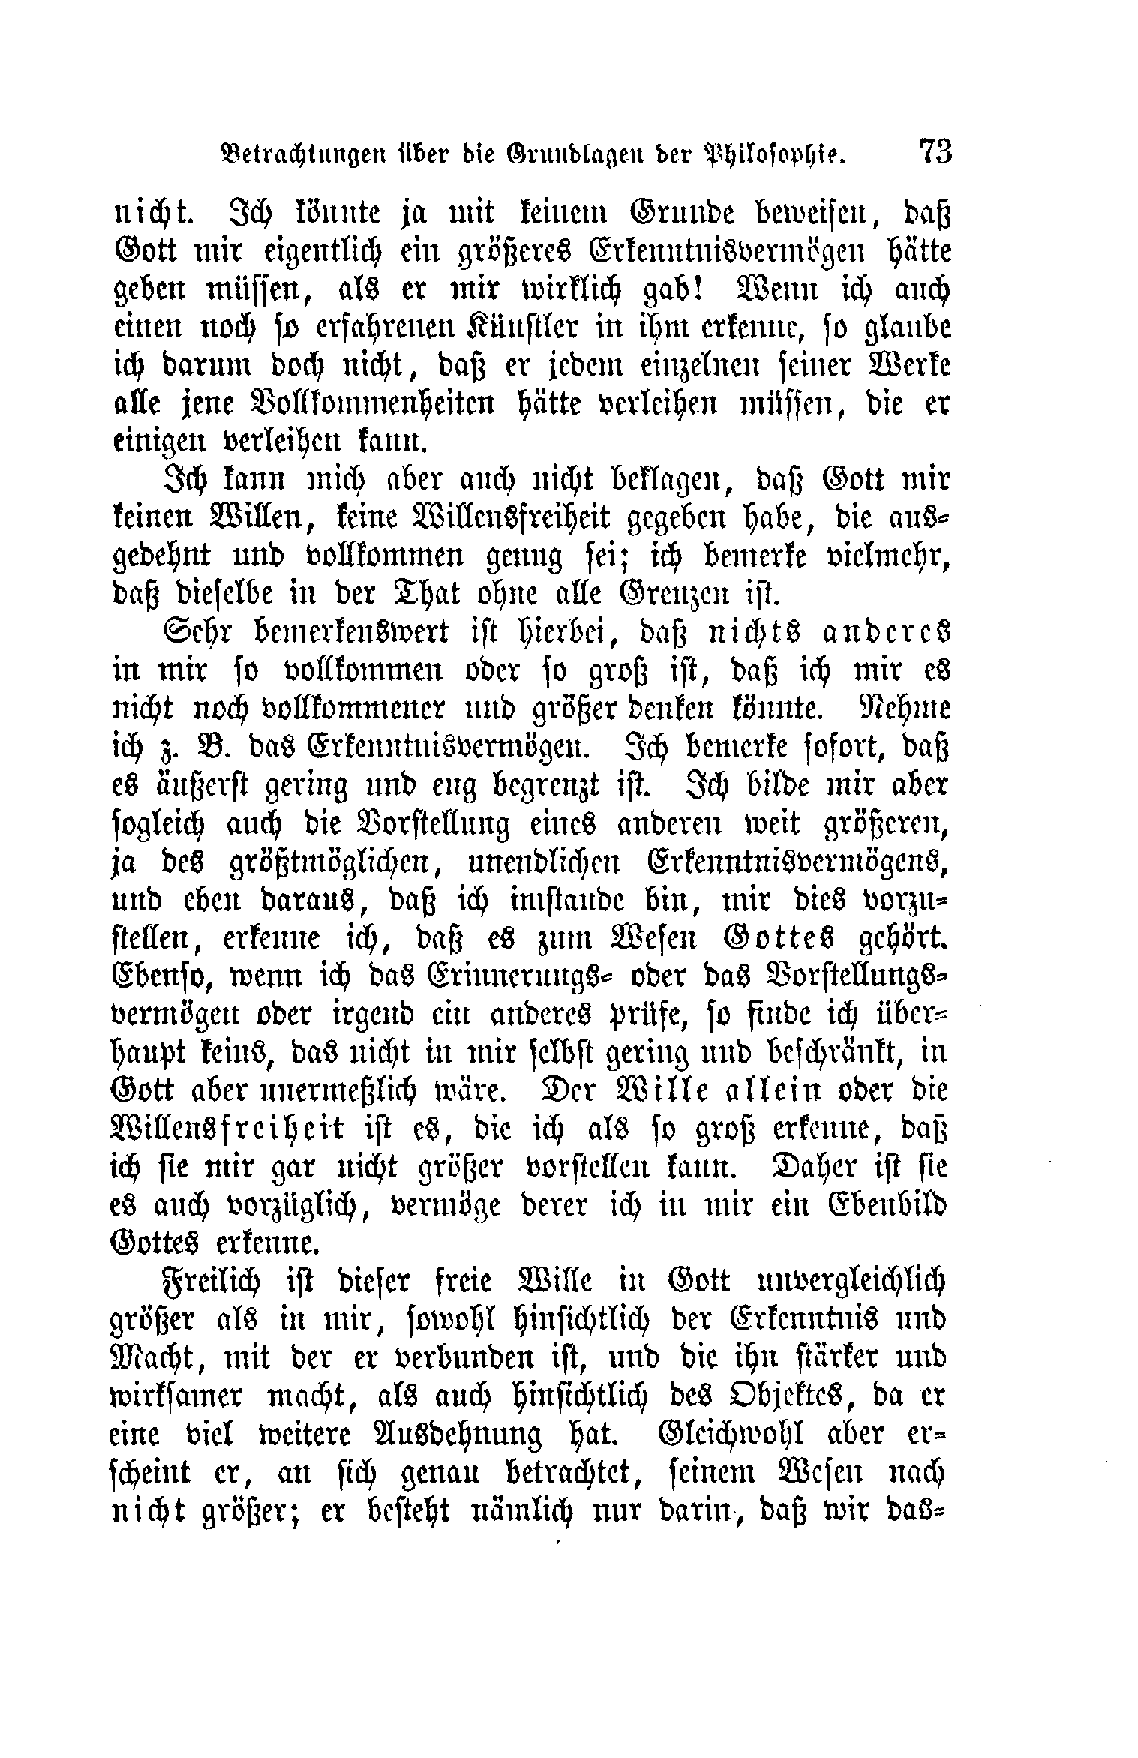 Betrachtungen über die Grundlagen der Philosophie. 73
nicht. Ich könnte ja mit keinem Grunde beweisen, daß
Gott mir eigentlich ein größeres Erkenntnisvermögen hätte
geben müssen, als er mir wirklich gab! Wenn ich auch
einen noch so erfahrenen Künstler in ihm erkenne, so glaube
ich darum doch nicht, daß er jedem einzelnen seiner Werke
alle jene Vollkommenheiten hätte verleihen müssen, die er
einigen verleihen kann.
Ich kann mich aber auch nicht beklagen, daß Gott mir
keinen Willen, keine Willensfreiheit gegeben habe, die aus-
gedehnt und vollkommen genug sei; ich bemerke vielmehr,
daß dieselbe in der That ohne alle Grenzen ist.
Sehr bemerkenswert ist hierbei, daß nichts anderes
in mir so vollkommen oder so groß ist, daß ich mir es
nicht noch vollkommener und größer denken könnte. Nehme
ich z. B. das Erkenntnisvermögen. Ich bemerke sofort, daß
es äußerst gering und eng begrenzt ist. Ich bilde mir aber
sogleich auch die Vorstellung eines anderen weit größeren,
ja des größtmöglichen, unendlichen Erkenntnisvermögens,
und eben daraus, daß ich imstande bin, mir dies vorzu-
stellen, erkenne ich, daß es zum Wesen Gottes gehört.
Ebenso, wenn ich das Erinnerungs- oder das Vorstellungs-
vermögen oder irgend ein anderes prüfe, so finde ich über-
haupt keins, das nicht in mir selbst gering und beschränkt, in
Gott aber unermeßlich wäre. Der Wille allein oder die
Willensfreiheit ist es, die ich als so groß erkenne, daß
ich sie mir gar nicht größer vorstellen kann. Daher ist sie
es auch vorzüglich, vermöge derer ich in mir ein Ebenbild
Gottes erkenne.
Freilich ist dieser freie Wille in Gott unvergleichlich
größer als in mir, sowohl hinsichtlich der Erkenntnis und
Macht, mit der er verbunden ist, und die ihn stärker und
wirksamer macht, als auch hinsichtlich des Objektes, da er
eine viel weitere Ausdehnung hat. Gleichwohl aber er-
scheint er, an sich genau betrachtet, seinem Wesen nach
nicht größer; er besteht nämlich nur darin, daß wir das-